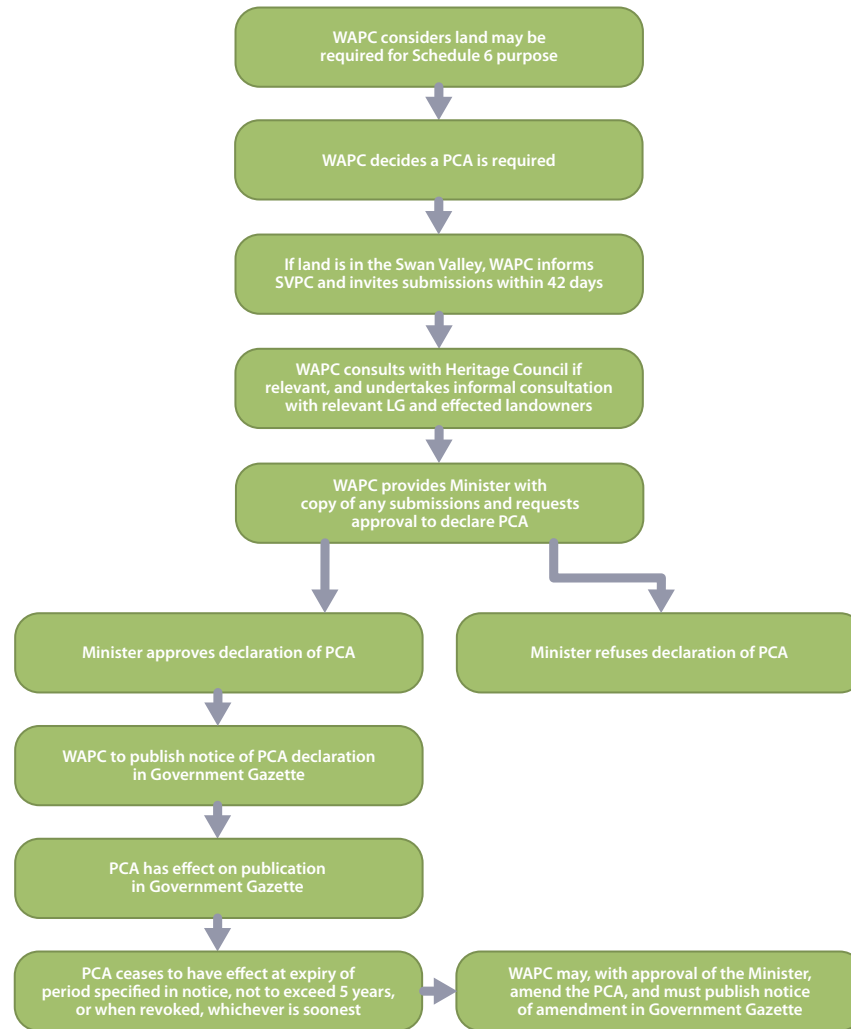 WAPC considers land may be
required for Schedule 6 purpose
WAPC decides a PCA is required
If land is in the Swan Valley, WAPC informs
SVPC and invites submissions within 42 days
WAPC consults with Heritage Council if
relevant, and undertakes informal consultation
with relevant LG and effected landowners
WAPC provides Minister with
copy of any submissions and requests
approval to declare PCA
Minister approves declaration of PCA
Minister refuses declaration of PCA
WAPC to publish notice of PCA declaration
in Government Gazette
PCA has effect on publication
in Government Gazette
PCA ceases to have effect at expiry of
period specified in notice, not to exceed 5 years,
or when revoked, whichever is soonest
WAPC may, with approval of the Minister,
amend the PCA, and must publish notice
of amendment in Government Gazette